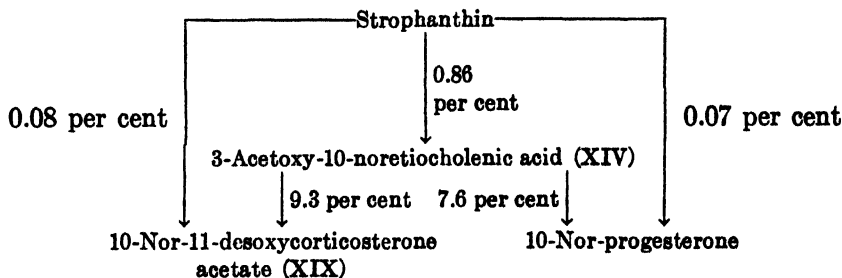 Strophanthin
0.86
per cent
0.08 per cent
0.07 per cent
3-Acetoxy-10-noretiocholenic acid (XIV)
9.3 per cent
7.6 per cent
10-Nor-11-desoxycorticosterone
acetate (XIX)
10-Nor-progesterone